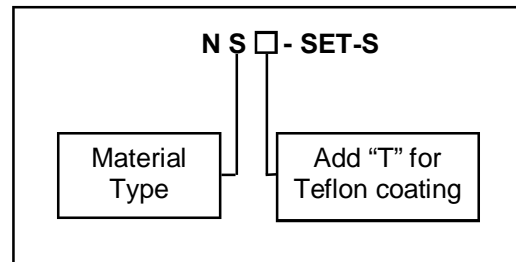 N S □ - SET-S
Material
Type
Add “T” for
Teflon coating